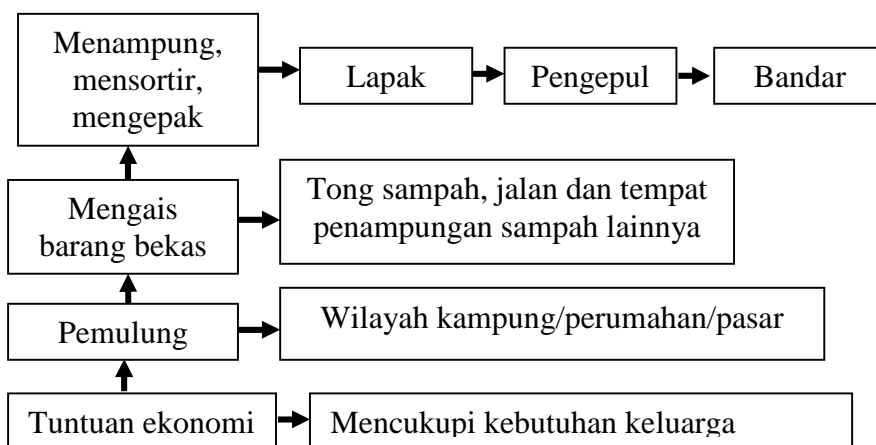 Menampung,
mensortir,
mengepak
Lapak
Pengepul
Bandar
Mengais
barang bekas
Tong sampah, jalan dan tempat
penampungan sampah lainnya
Pemulung
Wilayah kampung/perumahan/pasar
Tuntuan ekonomi
Mencukupi kebutuhan keluarga